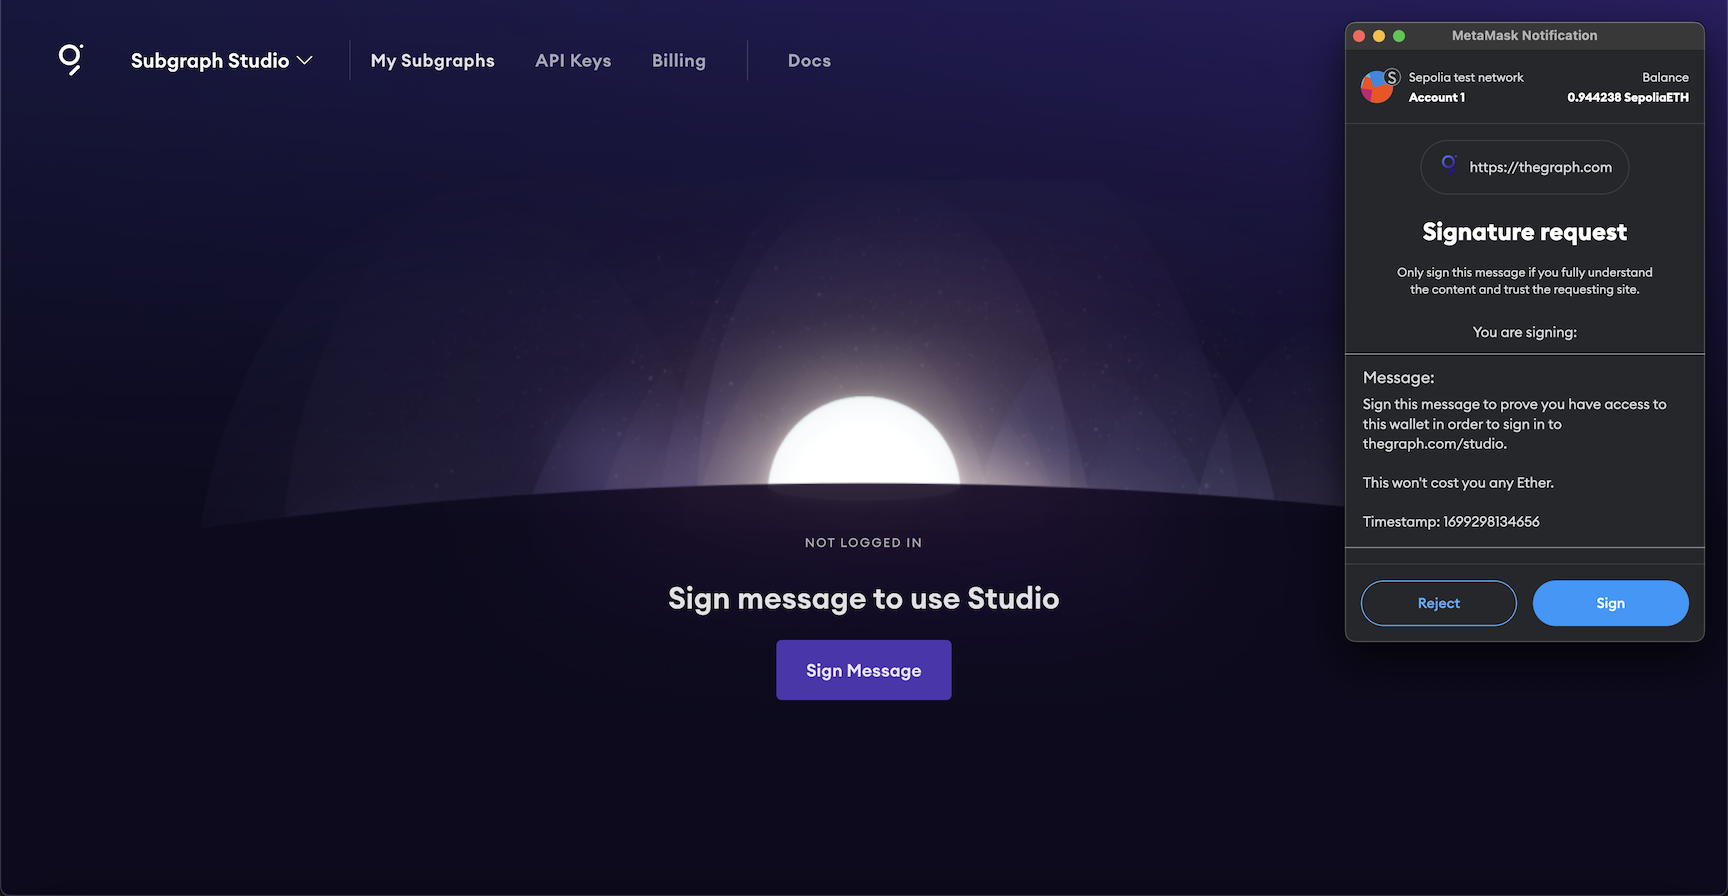 Subgraph Studio
My Subgraphs
API Keys
Billing
Docs
NOT LOGGED IN
Sign message to use Studio
Sign Message
MetaMask Notification
S
Sepolia test network
Balance
Account 1
0.944238 SepoliaETH
https://thegraph.com
Signature request
Only sign this message if you fully understand
the content and trust the requesting site.
You are signing:
Message:
Sign this message to prove you have access to
this wallet in order to sign in to
thegraph.com/studio.
This won't cost you any Ether.
Timestamp: 1699298134656
Reject
Sign